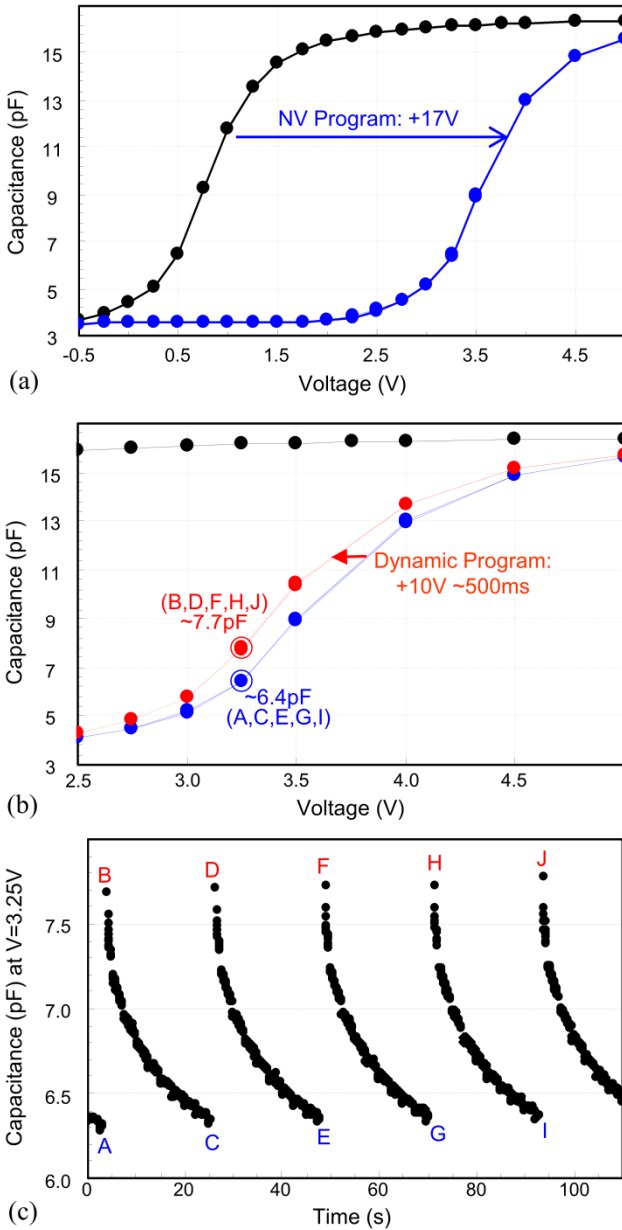 15
13
11
9
7
5
3
Capacitance (pF)
NV Program: +17V
-0.5 0.5 1.5 2.5 3.5 4.5
Voltage (V)
(a)
15
13
11
9
7
5
3
Capacitance (pF)
Dynamic Program:
+10V ~500ms
(B,D,F,H,J)
~7.7pF
~6.4pF
(A,C,E,G,I)
2.5 3.0 3.5 4.0 4.5
Voltage (V)
(b)
7.5
7.0
6.5
6.0
Capacitance (pF) at V=3.25V
B D F H J
A C E G I
0 20 40 60 80 100
Time (s)
(c)